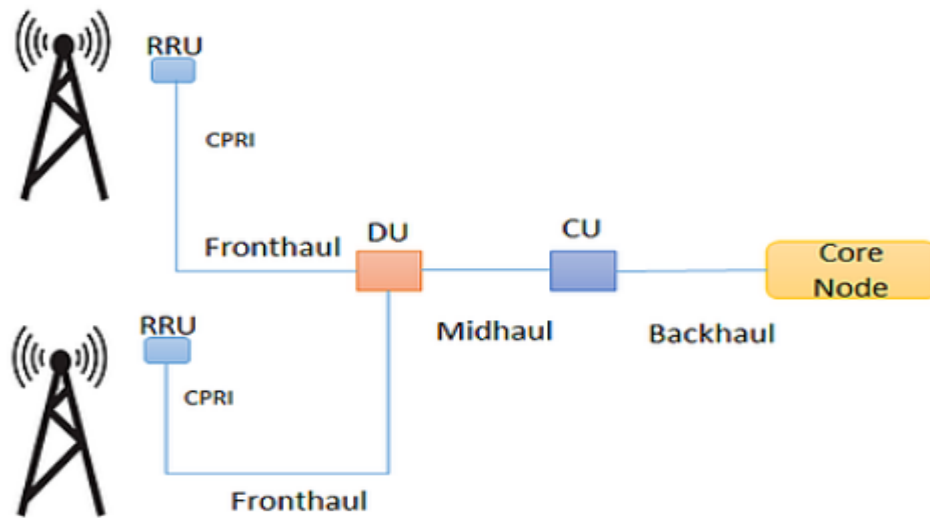 RRU
CPRI
Fronthaul
DU
CU
Core
Node
Midhaul
Backhaul
RRU
CPRI
Fronthaul